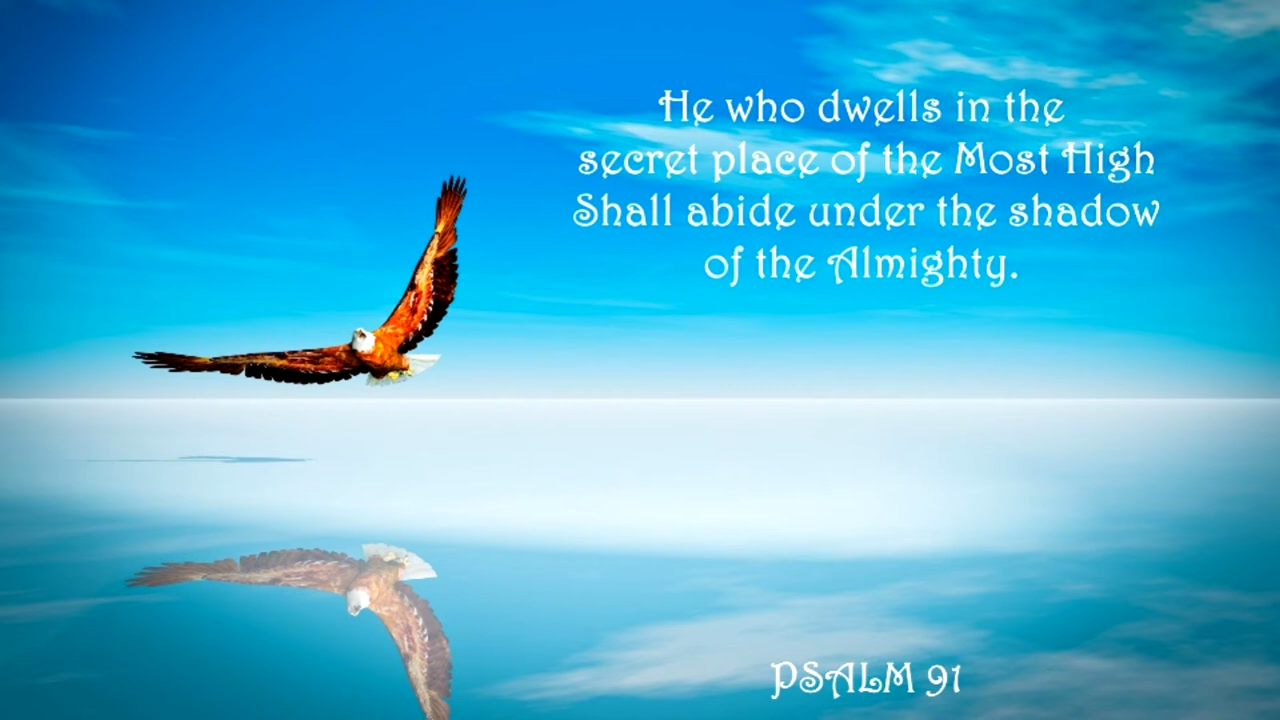 He who dwells in the
secret place of the Most High
Shall abide under the shadow
of the Almighty.
PSALM 91